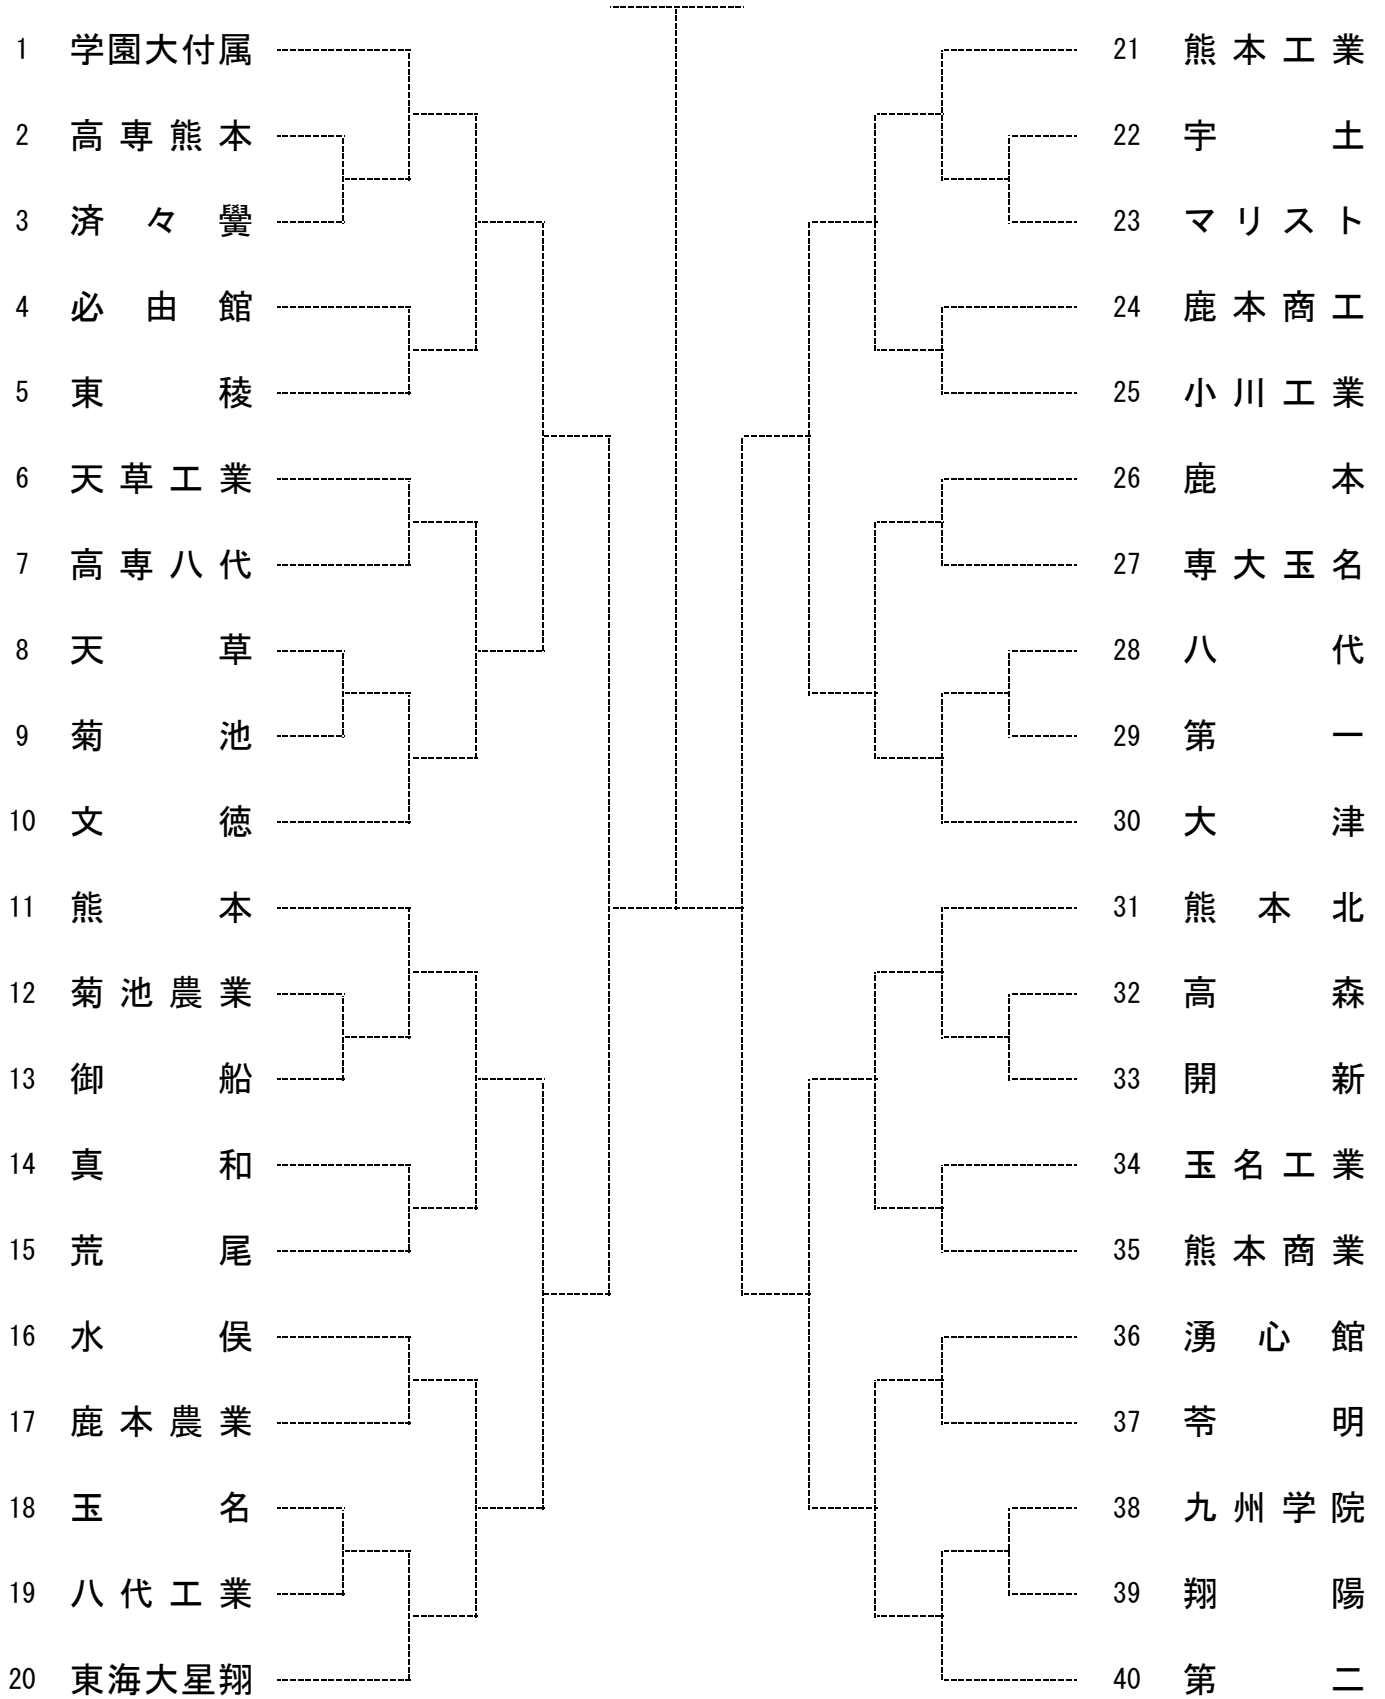 1 学園大付属
2 高専熊本
3 済々黌
4 必由館
5 東稜
6 天草工業
7 高専八代
8 天草
9 菊池
10 文徳
11 熊本
12 菊池農業
13 御船
14 真和
15 荒尾
16 水俣
17 鹿本農業
18 玉名
19 八代工業
20 東海大星翔
21 熊本工業
22 宇土
23 マリスト
24 鹿本商工
25 小川工業
26 鹿本
27 専大玉名
28 八代
29 第一
30 大津
31 熊本北
32 高森
33 開新
34 玉名工業
35 熊本商業
36 湧心館
37 苓明
38 九州学院
39 翔陽
40 第二